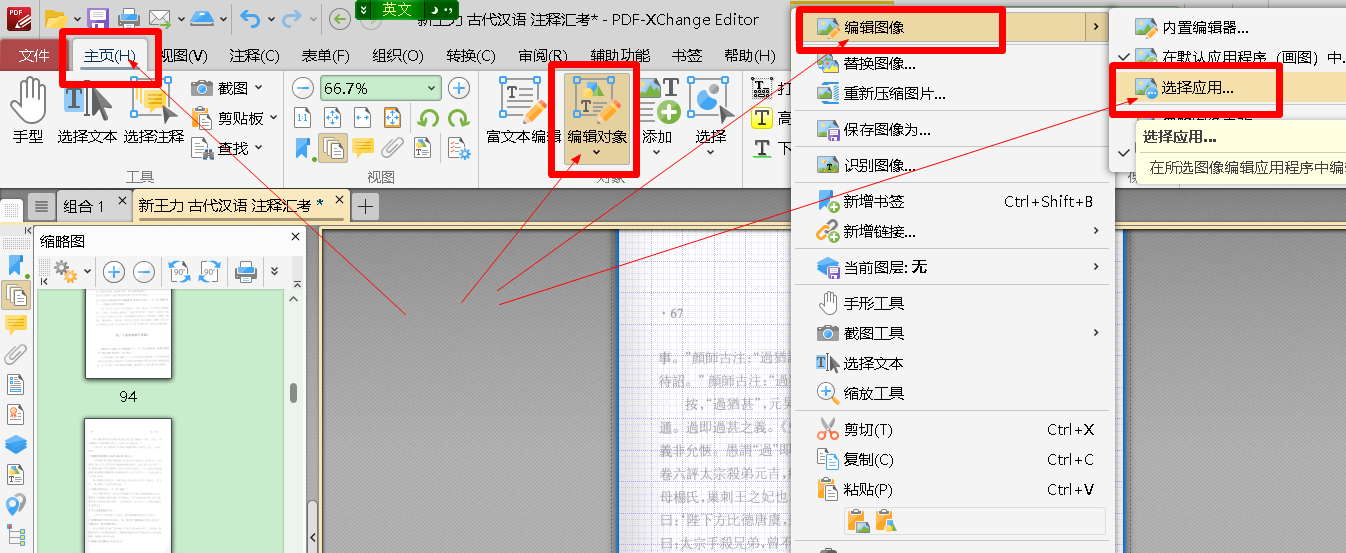 PDF
英文
新王力 古代汉语 注释汇考* - PDF-XChange Editor
文件
主页(H)
视图(V)
注释(C)
表单(F)
组织(O)
转换(C)
审阅(R)
辅助功能
书签
帮助(H)
手型
选择文本
选择注释
截图
剪贴板
查找
工具
66.7%
1:1
视图
富文本编辑
编辑对象
添加
选择
对象
打
高
下
组合 1
新王力 古代汉语 注释汇考 *
缩略图
90°
90°
94
· 67
事。”顏師古注:“過猶
待詔。” 顏師古注:“過
按,“過猶甚”,元吴
通。過即過甚之義。
義非允愜。愚謂“過”即
卷六評太宗殺弟元吉,
母楊氏,巢剌王之妃也
曰:“陛下方比德唐虞,
曰:太宗手殺兄弟,曾不
编辑图像
替换图像...
重新压缩图片...
保存图像为...
识别图像...
新增书签 Ctrl+Shift+B
新增链接...
当前图层: 无
手形工具
截图工具
选择文本
缩放工具
剪切(T) Ctrl+X
复制(C) Ctrl+C
粘贴(P) Ctrl+V
内置编辑器...
在默认应用程序（画图）中.
选择应用...
选择应用...
在所选图像编辑应用程序中编